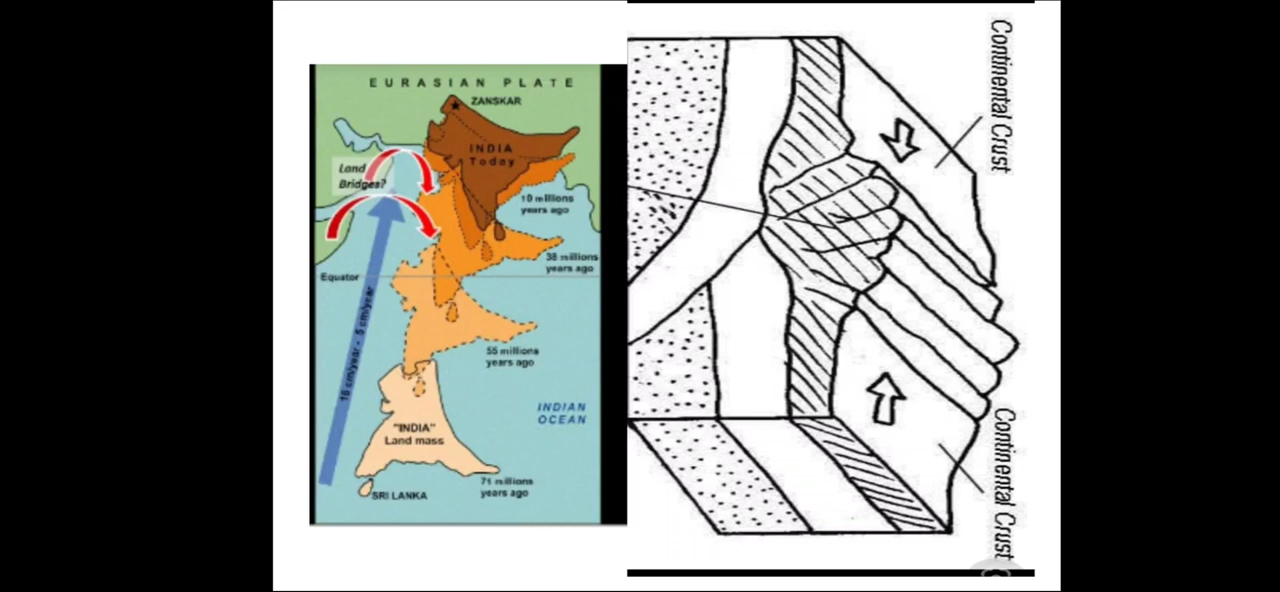 EURASIAN PLATE
ZANSKAR
INDIA
Today
Land
Bridges?
10 millions
years ago
38 millions
years ago
Equator
16 cm/year - 5 cm/year
55 millions
years ago
INDIAN
OCEAN
"INDIA"
Land mass
71 millions
years ago
SRI LANKA
Continental Crust
Continental Crust